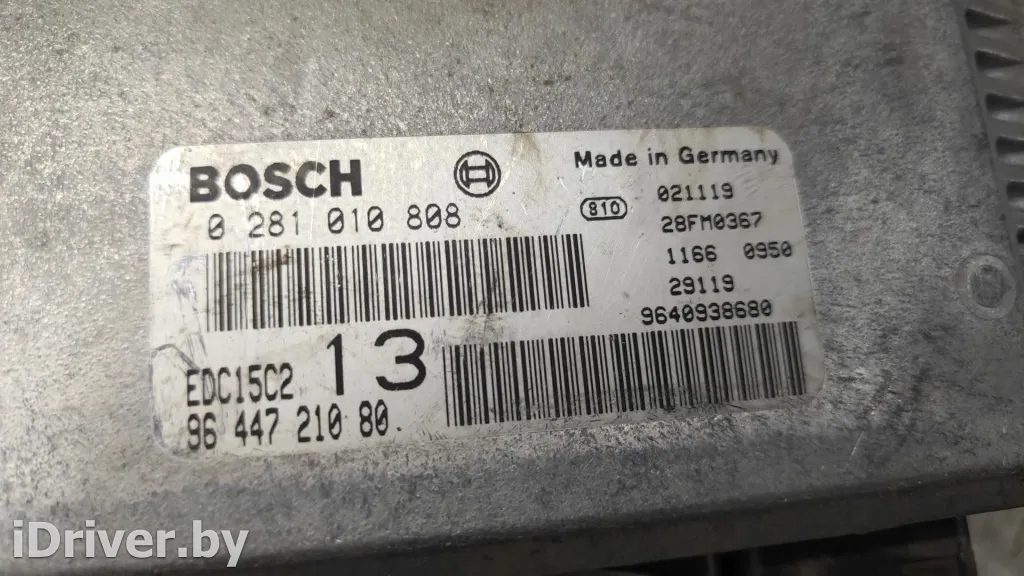 BOSCH
Made in Germany
0 281 010 808
810
021119
28FM0367
1166 0950
29119
9640938680
EDC15C2
13
96 447 210 80.
iDriver.by